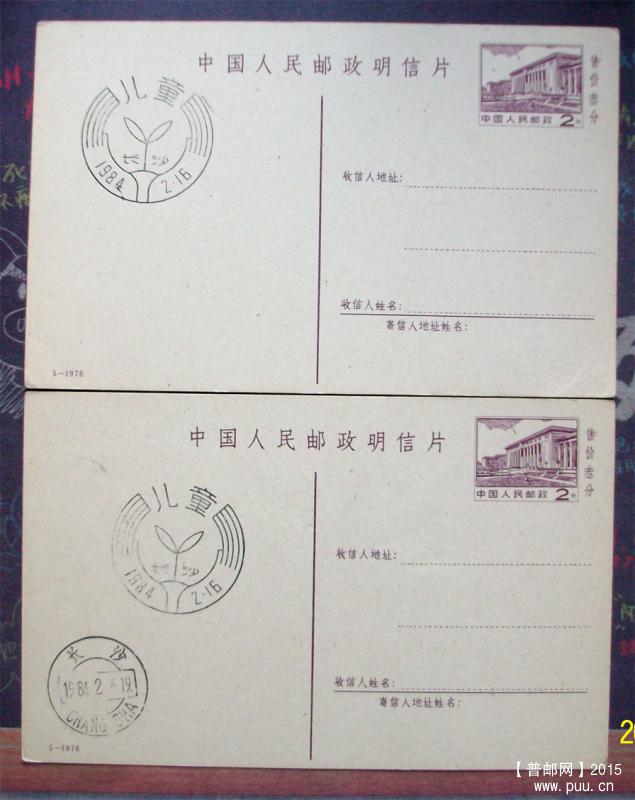 中国人民邮政明信片
中国人民邮政 2分
售价叁分
儿童
长沙
1984 2·16
收信人地址:
收信人姓名:
寄信人地址姓名:
5—1976
中国人民邮政明信片
中国人民邮政 2分
售价叁分
儿童
长沙
1984 2·16
收信人地址:
长沙
1984 2 19
CHANG SHA
收信人姓名:
寄信人地址姓名:
5—1976
【普邮网】2015
www.puu.cn